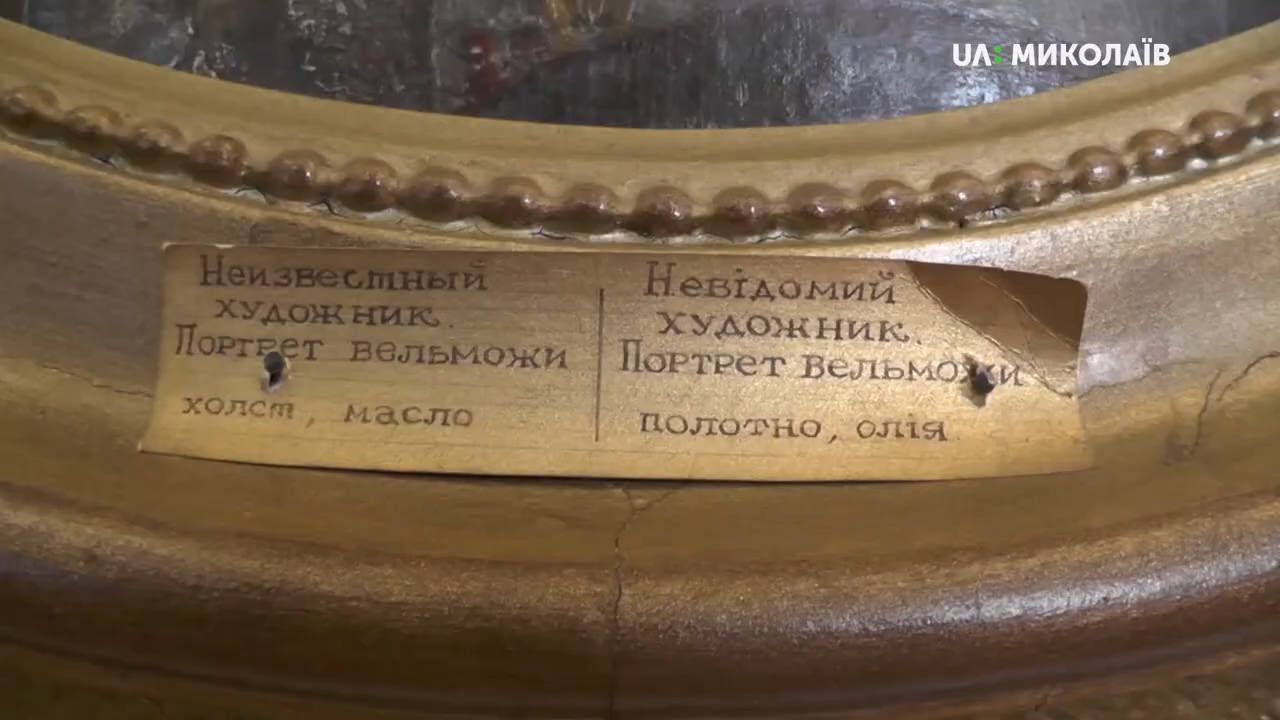 UA: МИКОЛАЇВ
Неизвестный
художник.
Портрет вельможи
холст, масло
Невідомий
художник.
Портрет вельможи
полотно, олія